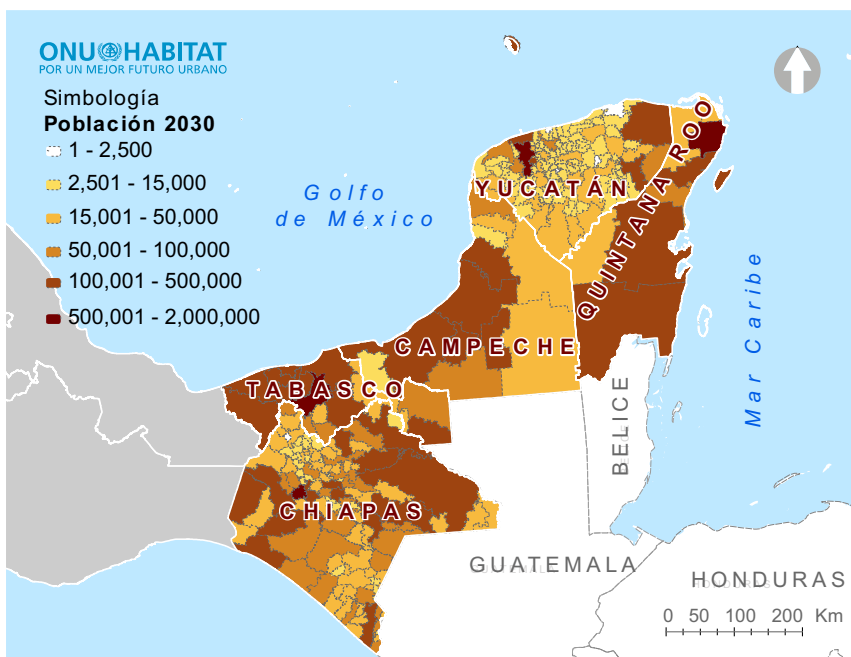 ONU HABITAT
POR UN MEJOR FUTURO URBANO
Simbología
Población 2030
1 - 2,500
2,501 - 15,000
15,001 - 50,000
50,001 - 100,000
100,001 - 500,000
500,001 - 2,000,000
Golfo
de México
YUCATÁN
QUINTANA ROO
CAMPECHE
TABASCO
CHIAPAS
Mar Caribe
BELICE
GUATEMALA
HONDURAS
0 50 100 200 Km